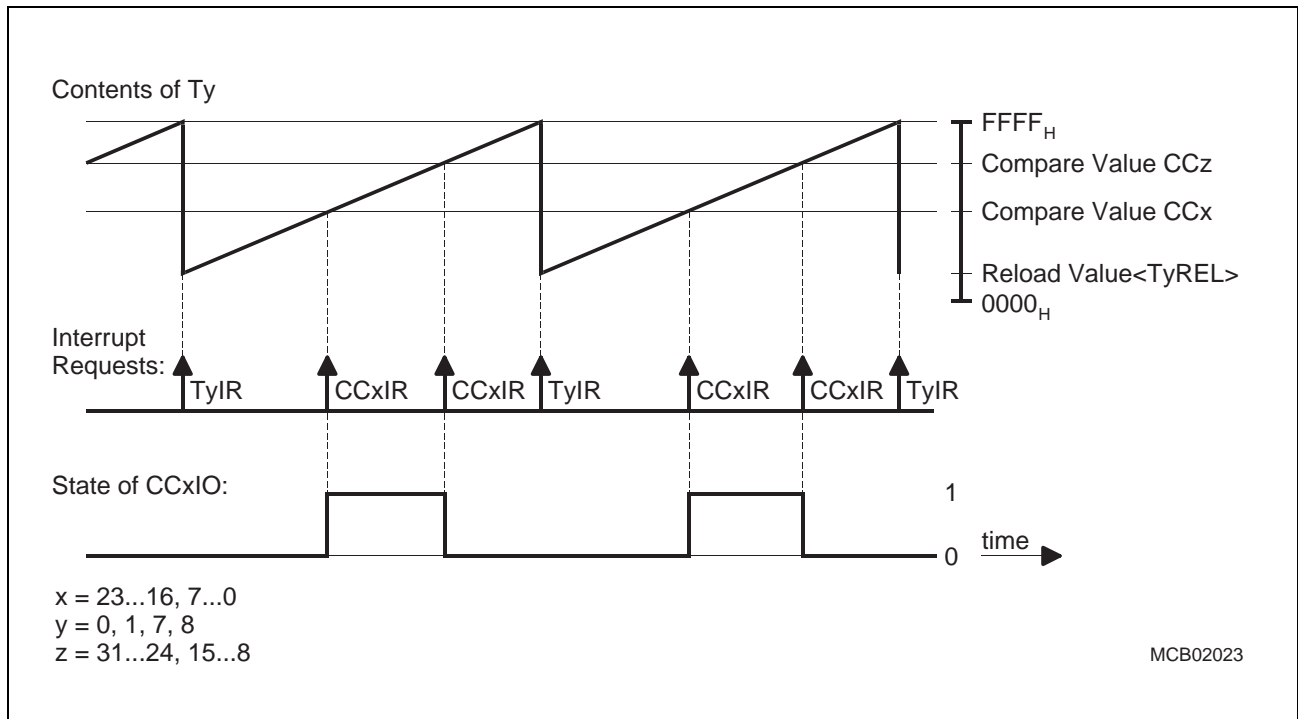 Contents of Ty
FFFFH
Compare Value CCz
Compare Value CCx
Reload Value<TyREL>
0000H
Interrupt
Requests:
TyIR CCxIR CCxIR TyIR CCxIR CCxIR TyIR
State of CCxIO:
1
0
time
x = 23...16, 7...0
y = 0, 1, 7, 8
z = 31...24, 15...8
MCB02023